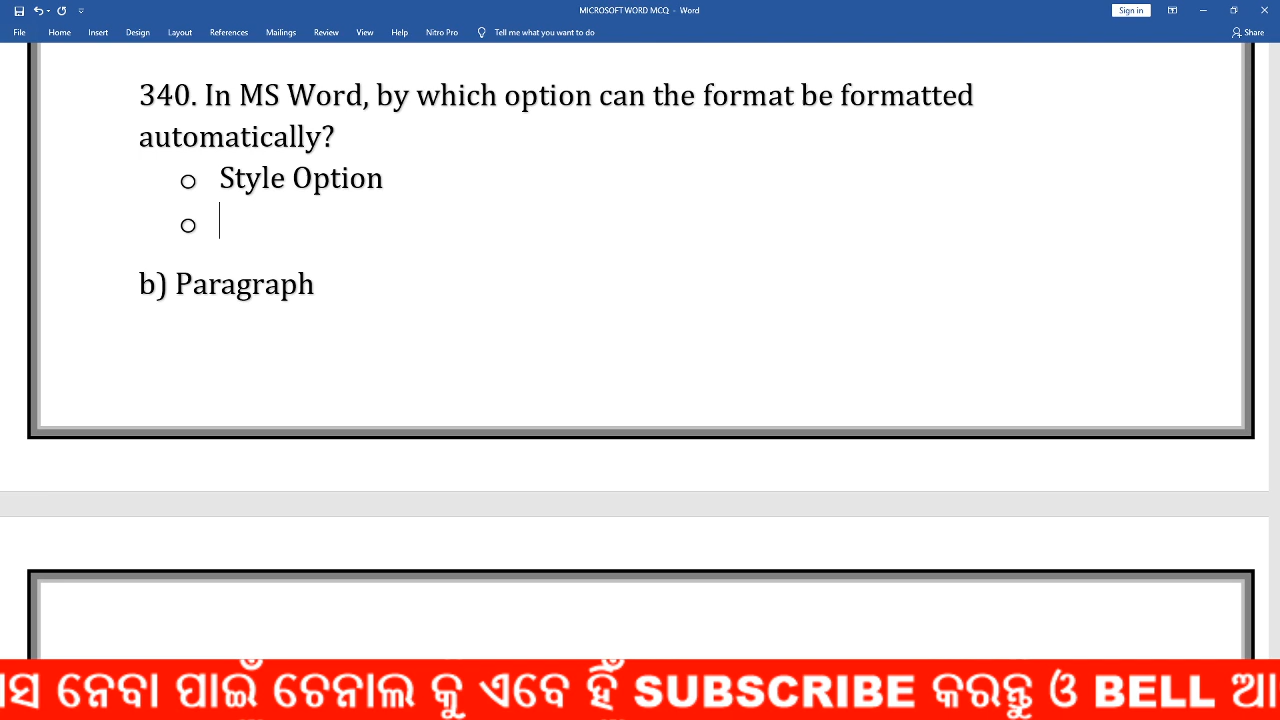 MICROSOFT WORD MCQ - Word
Sign in
File Home Insert Design Layout References Mailings Review View Help Nitro Pro Tell me what you want to do Share
340. In MS Word, by which option can the format be formatted
automatically?
o Style Option
o
b) Paragraph
ନେବା ପାଇଁ ଚେନାଲ କୁ ଏବେ ହିଁ SUBSCRIBE କରନ୍ତୁ ଓ BELL